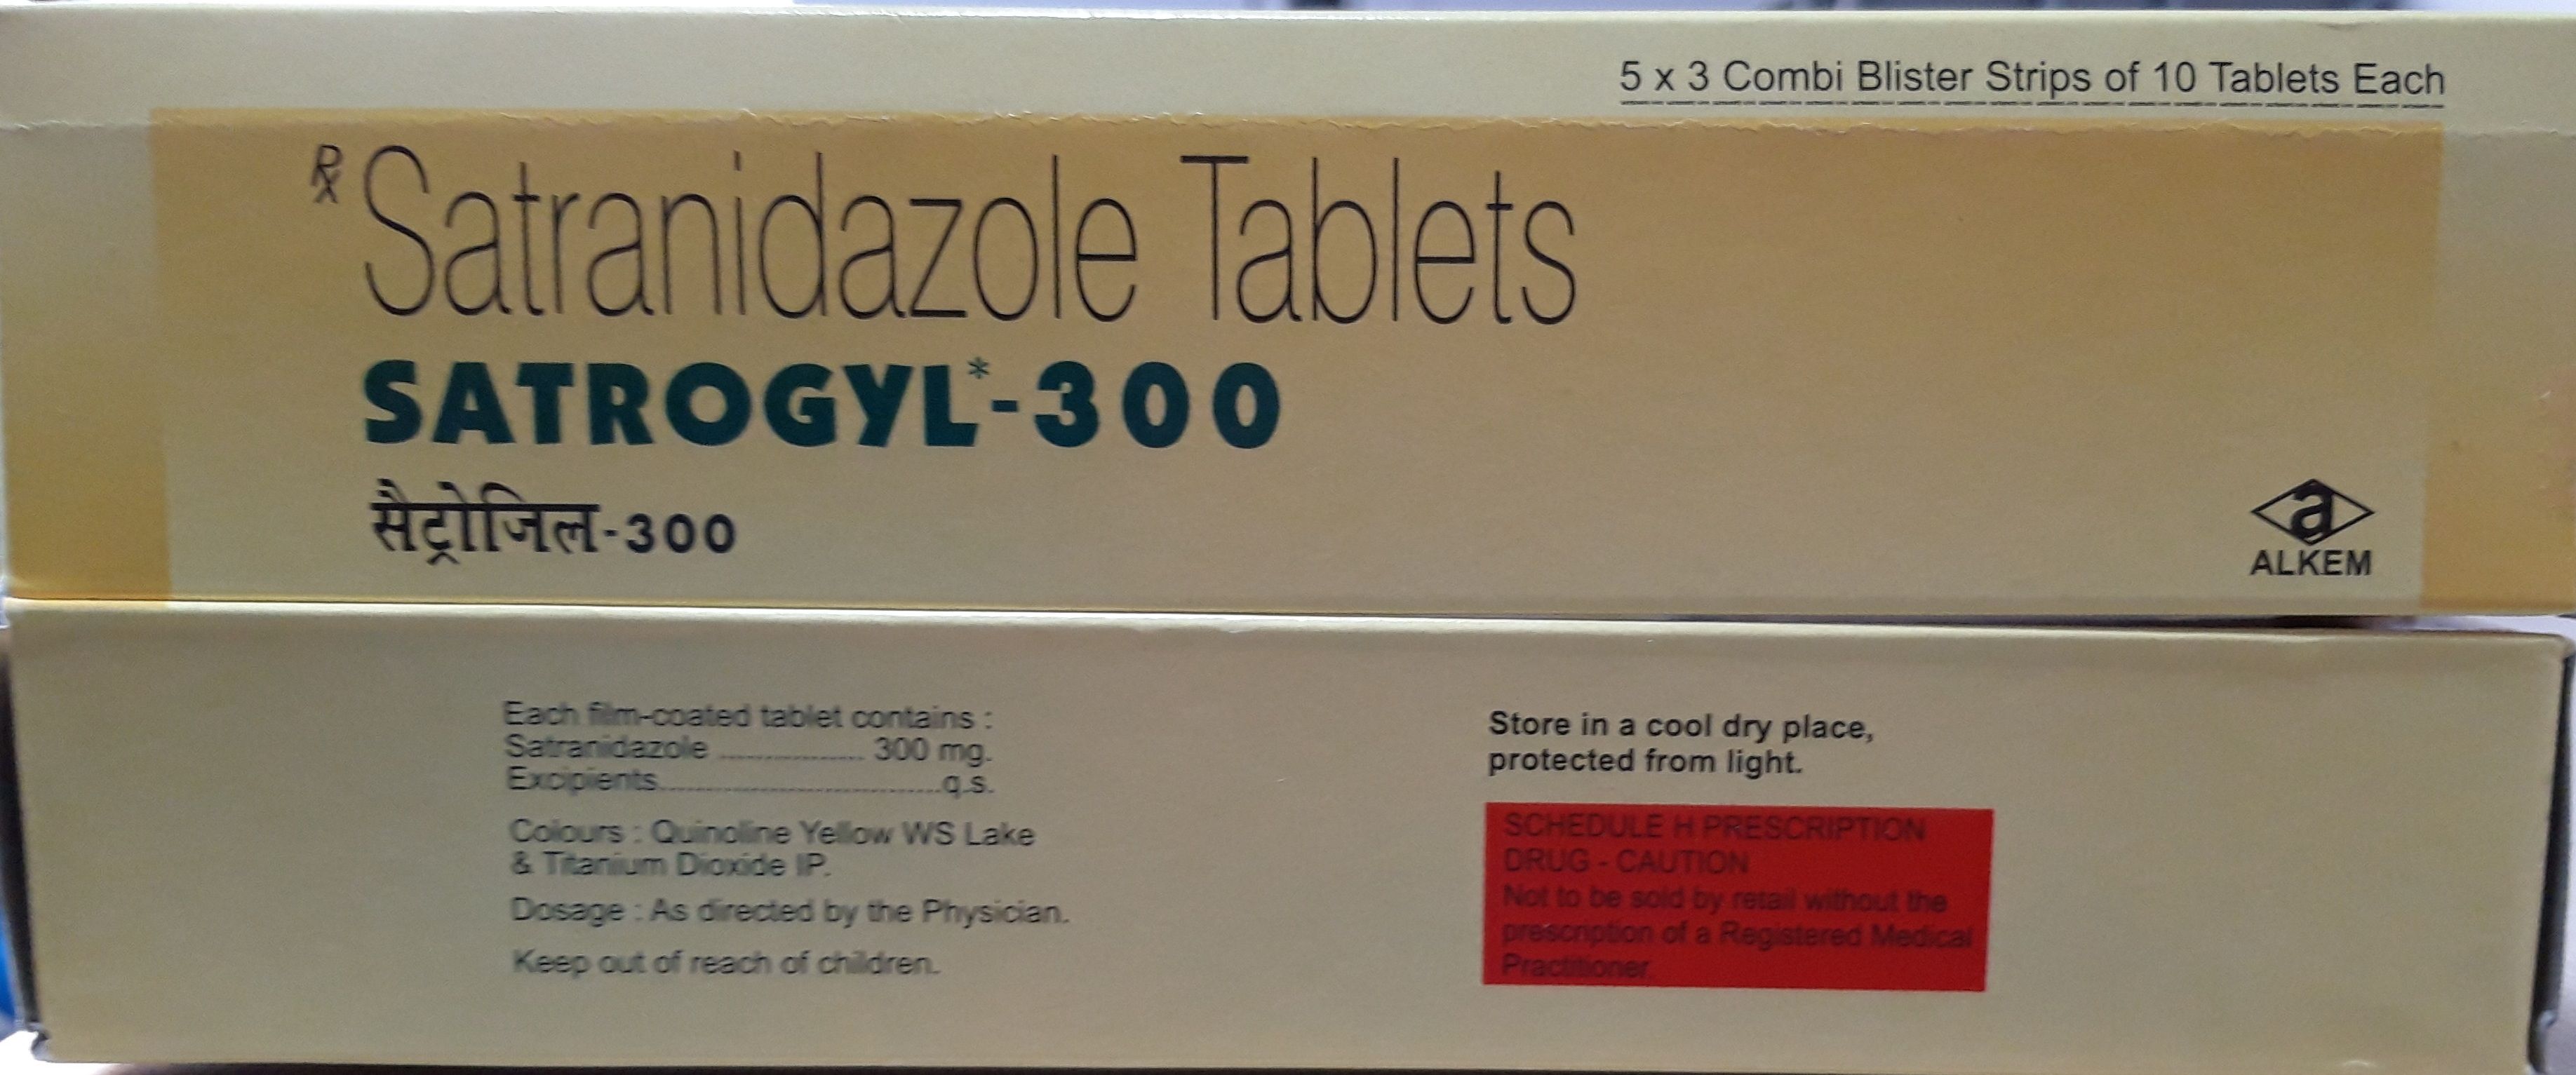 5 x 3 Combi Blister Strips of 10 Tablets Each
Rx Satranidazole Tablets
SATROGYL*-300
सैट्रोजिल-300
a
ALKEM
Each film-coated tablet contains :
Satranidazole ................ 300 mg.
Excipients................................q.s.
Colours : Quinoline Yellow WS Lake
& Titanium Dioxide IP.
Dosage : As directed by the Physician.
Keep out of reach of children.
Store in a cool dry place,
protected from light.
SCHEDULE H PRESCRIPTION
DRUG - CAUTION
Not to be sold by retail without the
prescription of a Registered Medical
Practitioner.